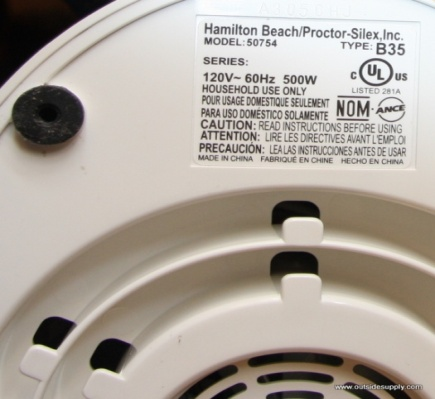 Hamilton Beach/Proctor-Silex,Inc.
MODEL: 50754 TYPE: B35
SERIES:
120V~ 60Hz 500W
HOUSEHOLD USE ONLY
POUR USAGE DOMESTIQUE SEULEMENT
PARA USO DOMÉSTICO SOLAMENTE
C UL US
LISTED 281A
NOM-ANCE
CAUTION: READ INSTRUCTIONS BEFORE USING
ATTENTION: LIRE LES DIRECTIVES AVANT L'EMPLOI
PRECAUCIÓN: LEA LAS INSTRUCCIONES ANTES DE USAR
MADE IN CHINA FABRIQUÉ EN CHINE HECHO EN CHINA
www.outsidesupply.com